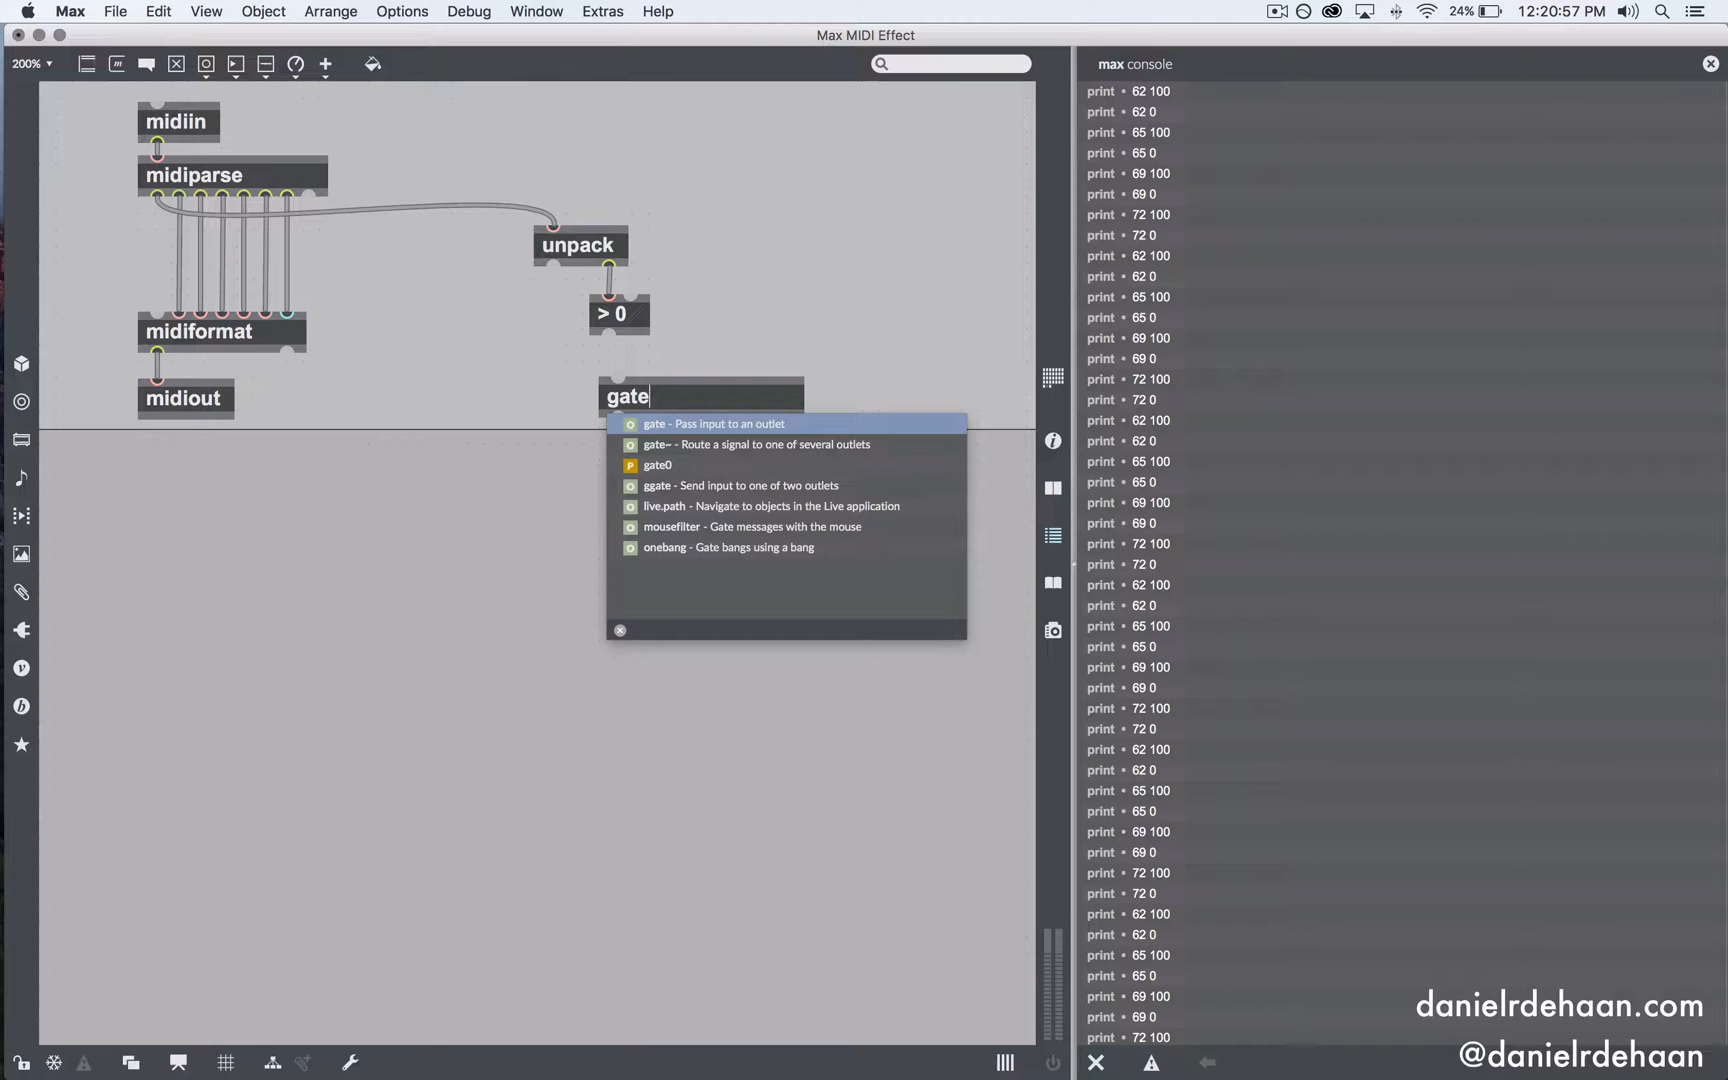 Max File Edit View Object Arrange Options Debug Window Extras Help
24% 12:20:57 PM
Max MIDI Effect
200%
max console
midiin
midiparse
unpack
> 0
midiformat
midiout
gate
gate - Pass input to an outlet
gate~ - Route a signal to one of several outlets
gate0
ggate - Send input to one of two outlets
live.path - Navigate to objects in the Live application
mousefilter - Gate messages with the mouse
onebang - Gate bangs using a bang
print • 62 100
print • 62 0
print • 65 100
print • 65 0
print • 69 100
print • 69 0
print • 72 100
print • 72 0
print • 62 100
print • 62 0
print • 65 100
print • 65 0
print • 69 100
print • 69 0
print • 72 100
print • 72 0
print • 62 100
print • 62 0
print • 65 100
print • 65 0
print • 69 100
print • 69 0
print • 72 100
print • 72 0
print • 62 100
print • 62 0
print • 65 100
print • 65 0
print • 69 100
print • 69 0
print • 72 100
print • 72 0
print • 62 100
print • 62 0
print • 65 100
print • 65 0
print • 69 100
print • 69 0
print • 72 100
print • 72 0
print • 62 100
print • 62 0
print • 65 100
print • 65 0
print • 69 100
print • 69 0
print • 72 100
danielrdehaan.com
@danielrdehaan